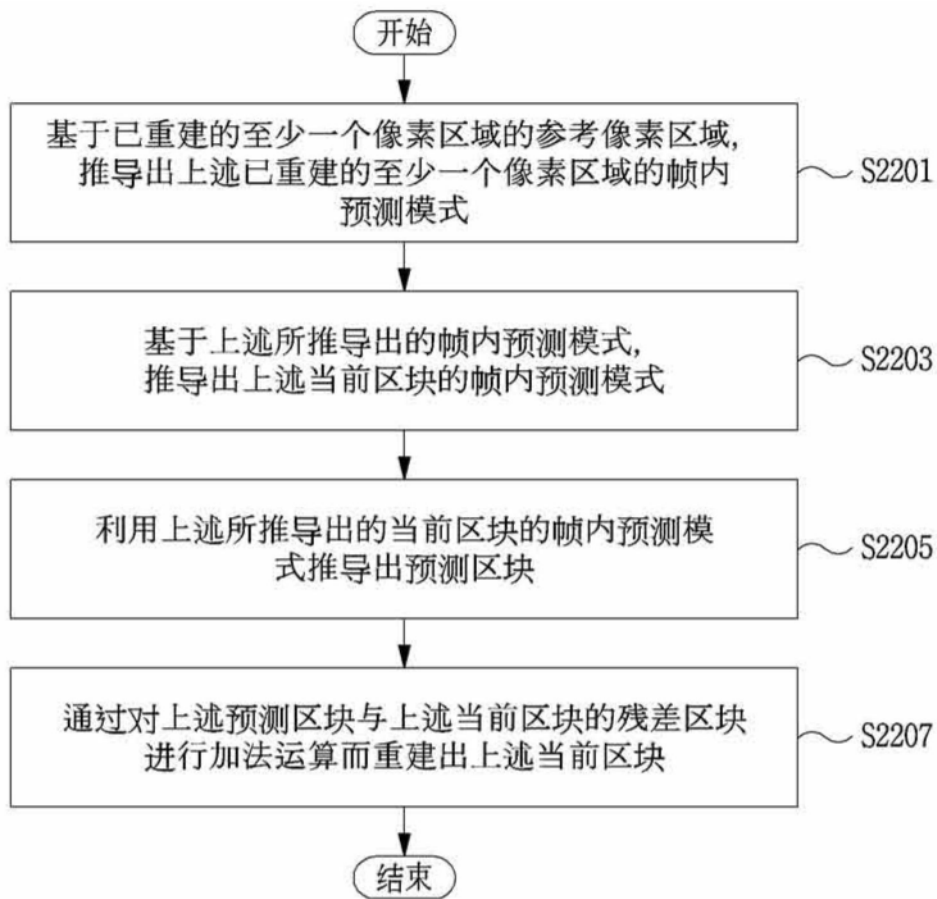 开始
基于已重建的至少一个像素区域的参考像素区域,
推导出上述已重建的至少一个像素区域的帧内
预测模式
S2201
基于上述所推导出的帧内预测模式,
推导出上述当前区块的帧内预测模式
S2203
利用上述所推导出的当前区块的帧内预测模
式推导出预测区块
S2205
通过对上述预测区块与上述当前区块的残差区块
进行加法运算而重建出上述当前区块
S2207
结束